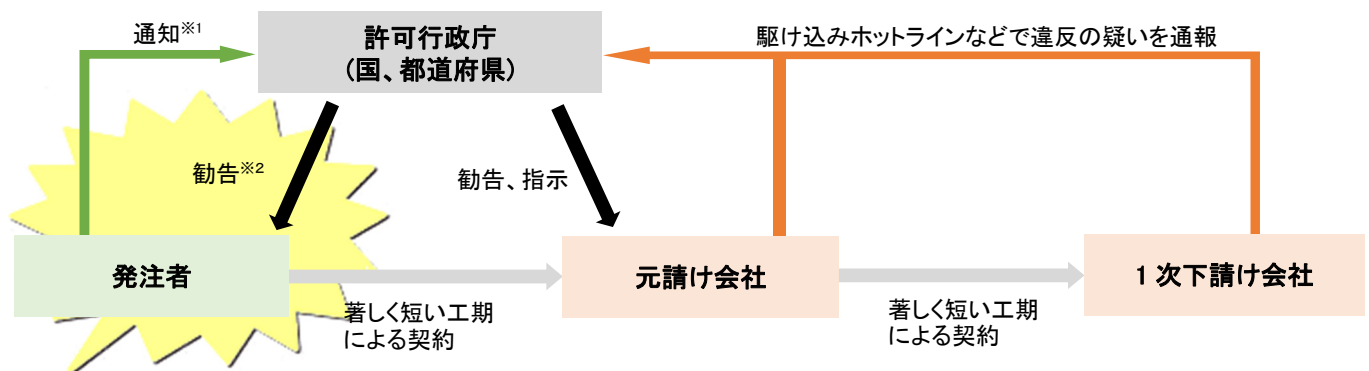 通知※1
許可行政庁
(国、都道府県)
駆け込みホットラインなどで違反の疑いを通報
勧告※2
勧告、指示
発注者
元請け会社
1次下請け会社
著しく短い工期
による契約
著しく短い工期
による契約